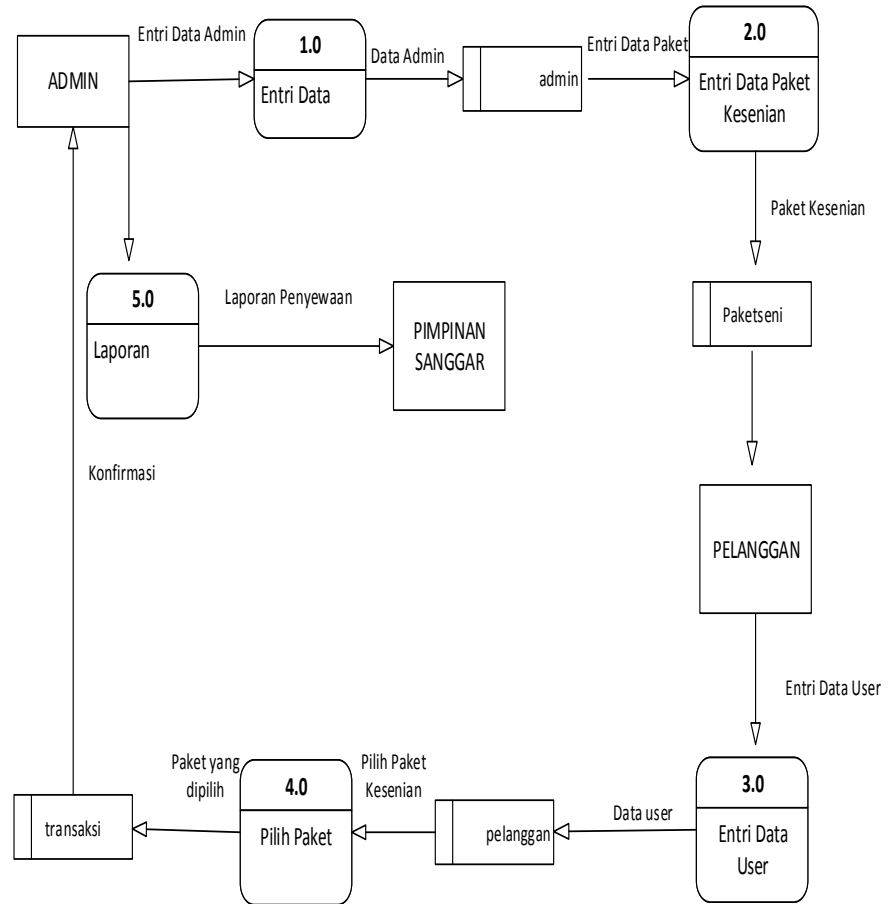 Entri Data Admin
1.0
Data Admin
Entri Data Paket
2.0
ADMIN
Entri Data
admin
Entri Data Paket
Kesenian
Paket Kesenian
5.0
Laporan Penyewaan
Laporan
PIMPINAN
SANGGAR
Paketseni
Konfirmasi
PELANGGAN
Entri Data User
Paket yang
dipilih
4.0
Pilih Paket
Kesenian
3.0
Data user
transaksi
Pilih Paket
pelanggan
Entri Data
User